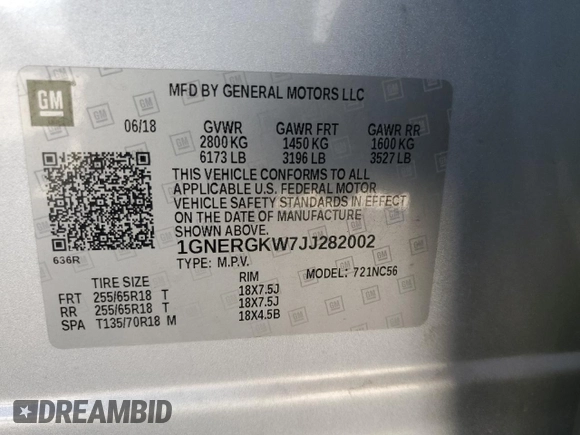 GM
MFD BY GENERAL MOTORS LLC
06/18 GVWR GAWR FRT GAWR RR
2800 KG 1450 KG 1600 KG
6173 LB 3196 LB 3527 LB
THIS VEHICLE CONFORMS TO ALL
APPLICABLE U.S. FEDERAL MOTOR
VEHICLE SAFETY STANDARDS IN EFFECT
ON THE DATE OF MANUFACTURE
SHOWN ABOVE.
636R
1GNERGKW7JJ282002
TYPE: M.P.V. MODEL: 721NC56
TIRE SIZE RIM
FRT 255/65R18 T 18X7.5J
RR 255/65R18 T 18X7.5J
SPA T135/70R18 M 18X4.5B
DREAMBID